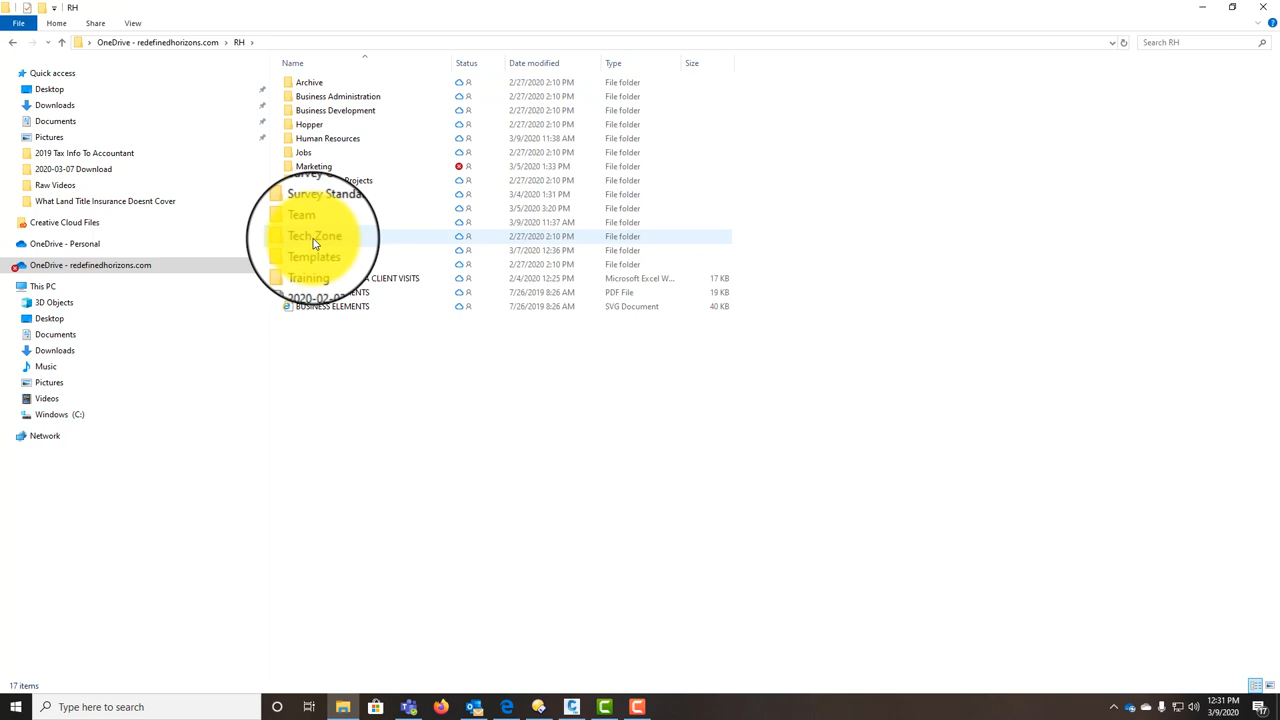 RH
File Home Share View
OneDrive - redefinedhorizons.com RH
Search RH
Name Status Date modified Type Size
Quick access
Desktop
Downloads
Documents
Pictures
2019 Tax Info To Accountant
2020-03-07 Download
Raw Videos
What Land Title Insurance Doesnt Cover
Creative Cloud Files
OneDrive - Personal
OneDrive - redefinedhorizons.com
This PC
3D Objects
Desktop
Documents
Downloads
Music
Pictures
Videos
Windows (C:)
Network
Archive 2/27/2020 2:10 PM File folder
Business Administration 2/27/2020 2:10 PM File folder
Business Development 2/27/2020 2:10 PM File folder
Hopper 2/27/2020 2:10 PM File folder
Human Resources 3/9/2020 11:38 AM File folder
Jobs 2/27/2020 2:10 PM File folder
Marketing 3/5/2020 1:33 PM File folder
Projects 2/27/2020 2:10 PM File folder
Survey Standa 3/4/2020 1:31 PM File folder
Team 3/5/2020 3:20 PM File folder
3/9/2020 11:37 AM File folder
Tech Zone 2/27/2020 2:10 PM File folder
Templates 3/7/2020 12:36 PM File folder
2/27/2020 2:10 PM File folder
Training CLIENT VISITS 2/4/2020 12:25 PM Microsoft Excel W... 17 KB
MENTS 7/26/2019 8:26 AM PDF File 19 KB
BUSINESS ELEMENTS 7/26/2019 8:26 AM SVG Document 40 KB
17 items
Type here to search
12:31 PM
3/9/2020
17